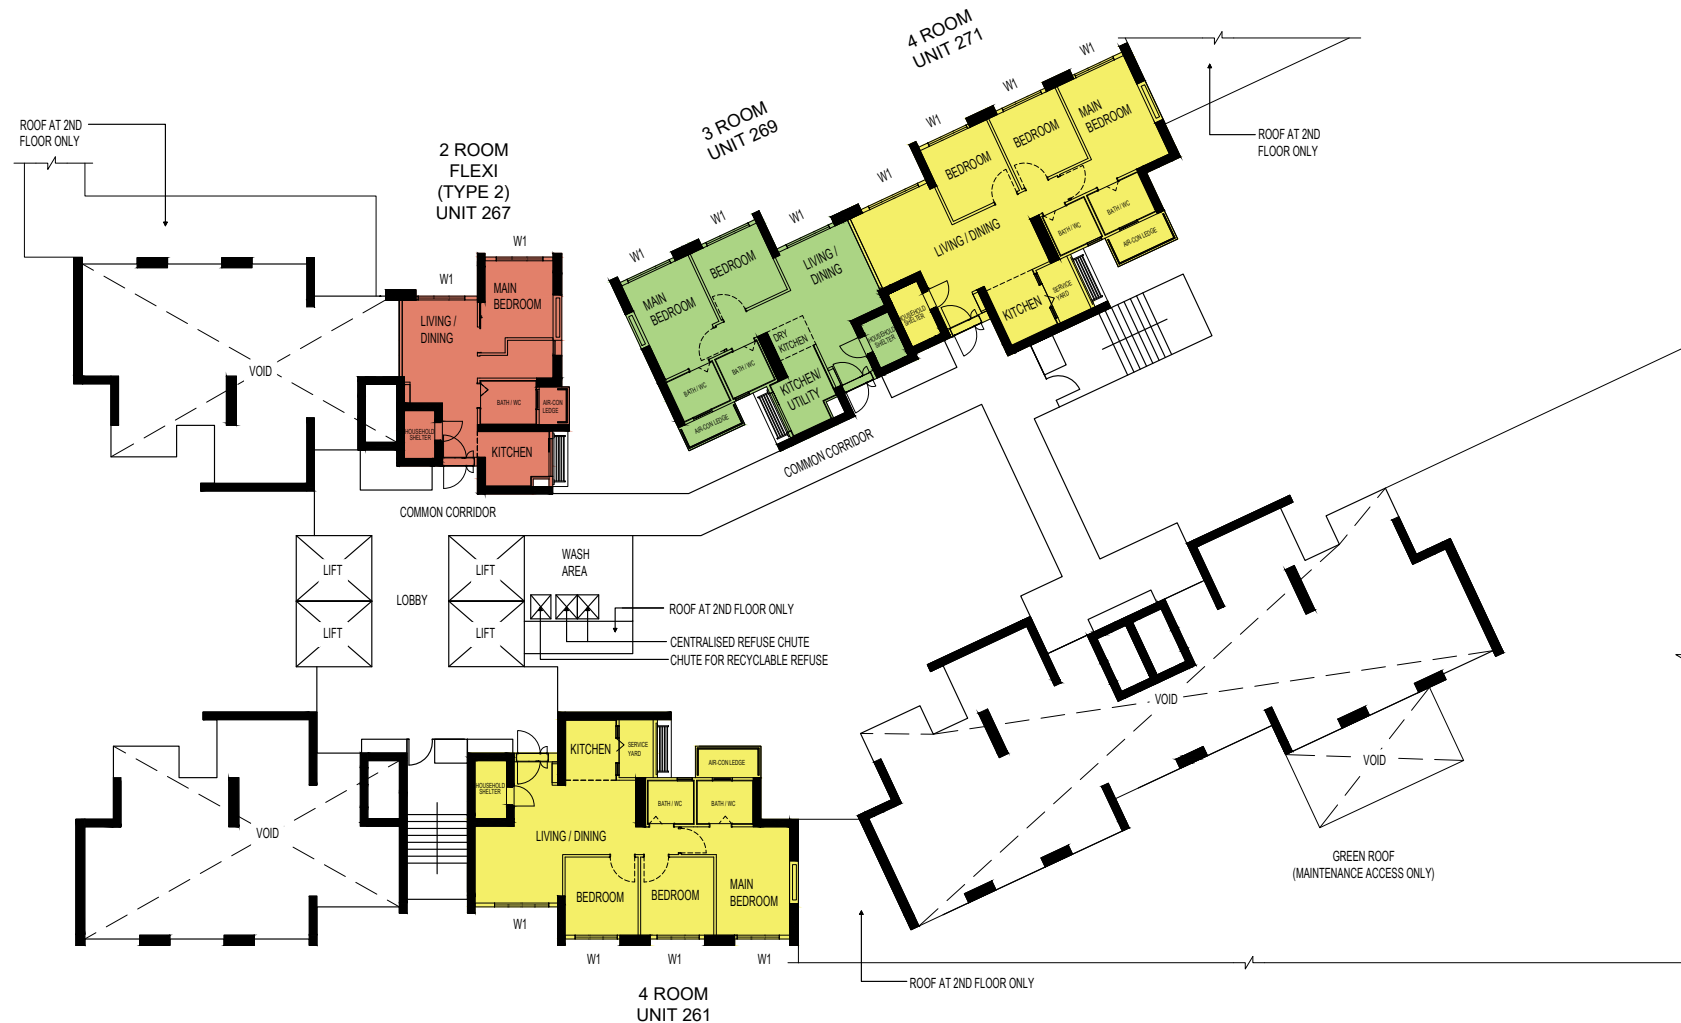 4 ROOM
UNIT 271
W1
W1
W1
W1
3 ROOM
UNIT 269
W1
W1
W1
ROOF AT 2ND
FLOOR ONLY
2 ROOM
FLEXI
(TYPE 2)
UNIT 267
ROOF AT 2ND
FLOOR ONLY
MAIN
BEDROOM
BEDROOM
BEDROOM
LIVING / DINING
BATH / WC
BATH / WC
AIR-CON LEDGE
SERVICE
YARD
KITCHEN
HOUSEHOLD
SHELTER
LIVING /
DINING
BEDROOM
MAIN
BEDROOM
DRY
KITCHEN
HOUSEHOLD
SHELTER
BATH / WC
BATH / WC
KITCHEN/
UTILITY
AIR-CON LEDGE
COMMON CORRIDOR
W1
W1
MAIN
BEDROOM
LIVING /
DINING
BATH / WC
AIR-CON
LEDGE
HOUSEHOLD
SHELTER
KITCHEN
VOID
COMMON CORRIDOR
LIFT
LIFT
LIFT
LIFT
LOBBY
WASH
AREA
ROOF AT 2ND FLOOR ONLY
CENTRALISED REFUSE CHUTE
CHUTE FOR RECYCLABLE REFUSE
VOID
VOID
GREEN ROOF
(MAINTENANCE ACCESS ONLY)
VOID
KITCHEN
SERVICE
YARD
AIR-CON LEDGE
HOUSEHOLD
SHELTER
BATH / WC
BATH / WC
LIVING / DINING
BEDROOM
BEDROOM
MAIN
BEDROOM
W1
W1
W1
W1
ROOF AT 2ND FLOOR ONLY
4 ROOM
UNIT 261